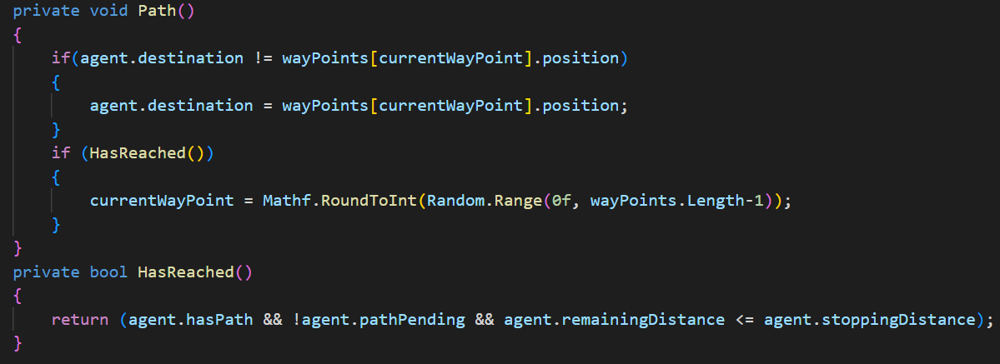 private void Path()
{
    if(agent.destination != wayPoints[currentWayPoint].position)
    {
        agent.destination = wayPoints[currentWayPoint].position;
    }
    if (HasReached())
    {
        currentWayPoint = Mathf.RoundToInt(Random.Range(0f, wayPoints.Length-1));
    }
}
private bool HasReached()
{
    return (agent.hasPath && !agent.pathPending && agent.remainingDistance <= agent.stoppingDistance);
}